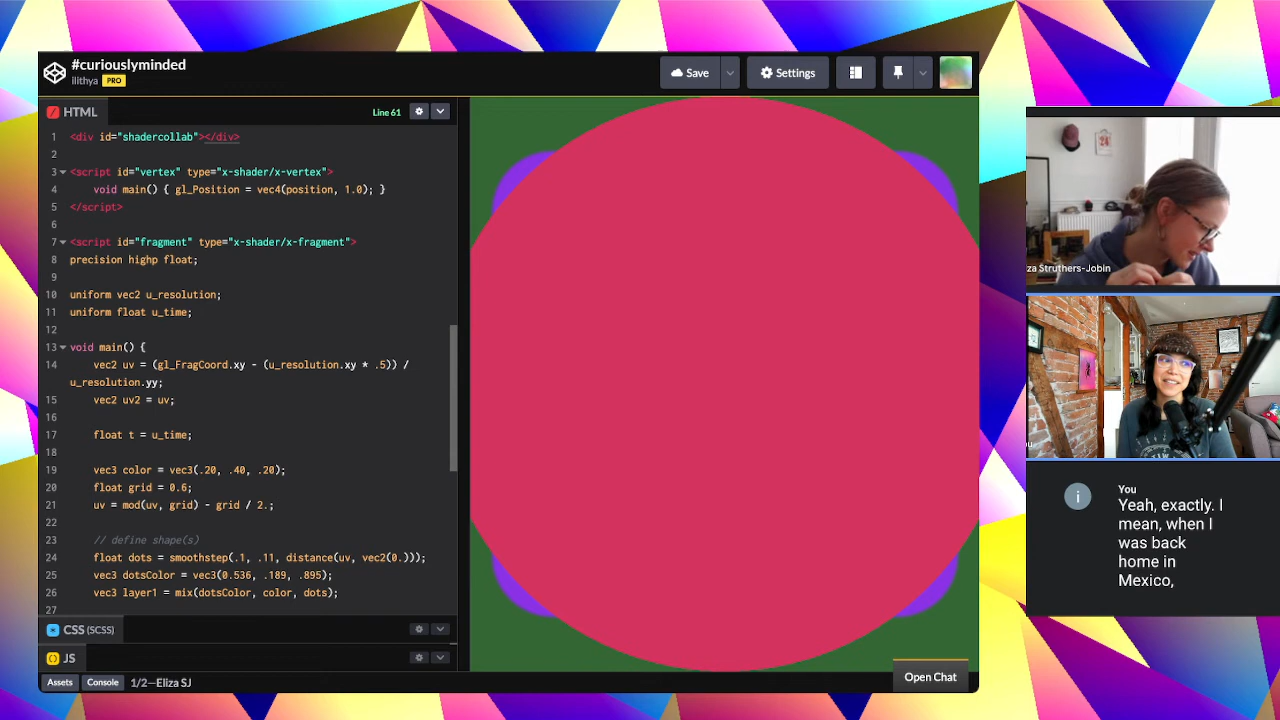 #curiouslyminded
ilithya PRO
Save
Settings
HTML
Line 61
1 <div id="shadercollab"></div>
2
3 <script id="vertex" type="x-shader/x-vertex">
4 void main() { gl_Position = vec4(position, 1.0); }
5 </script>
6
7 <script id="fragment" type="x-shader/x-fragment">
8 precision highp float;
9
10 uniform vec2 u_resolution;
11 uniform float u_time;
12
13 void main() {
14 vec2 uv = (gl_FragCoord.xy - (u_resolution.xy * .5)) /
u_resolution.yy;
15 vec2 uv2 = uv;
16
17 float t = u_time;
18
19 vec3 color = vec3(.20, .40, .20);
20 float grid = 0.6;
21 uv = mod(uv, grid) - grid / 2.;
22
23 // define shape(s)
24 float dots = smoothstep(.1, .11, distance(uv, vec2(0.)));
25 vec3 dotsColor = vec3(0.536, .189, .895);
26 vec3 layer1 = mix(dotsColor, color, dots);
27
CSS (SCSS)
JS
Assets
Console
1/2—Eliza SJ
Open Chat
24
za Struthers-Jobin
You
Yeah, exactly. I
mean, when I
was back
home in
Mexico,